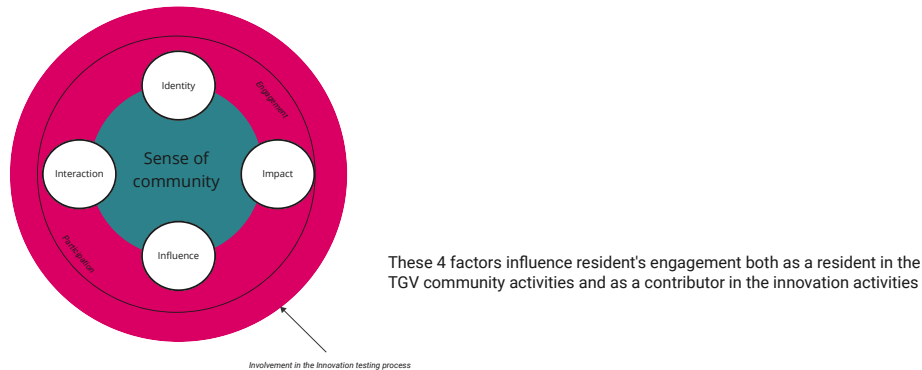 Identity
Engagement
Sense of
community
Interaction
Impact
Influence
Participation
These 4 factors influence resident's engagement both as a resident in the
TGV community activities and as a contributor in the innovation activities
Involvement in the Innovation testing process